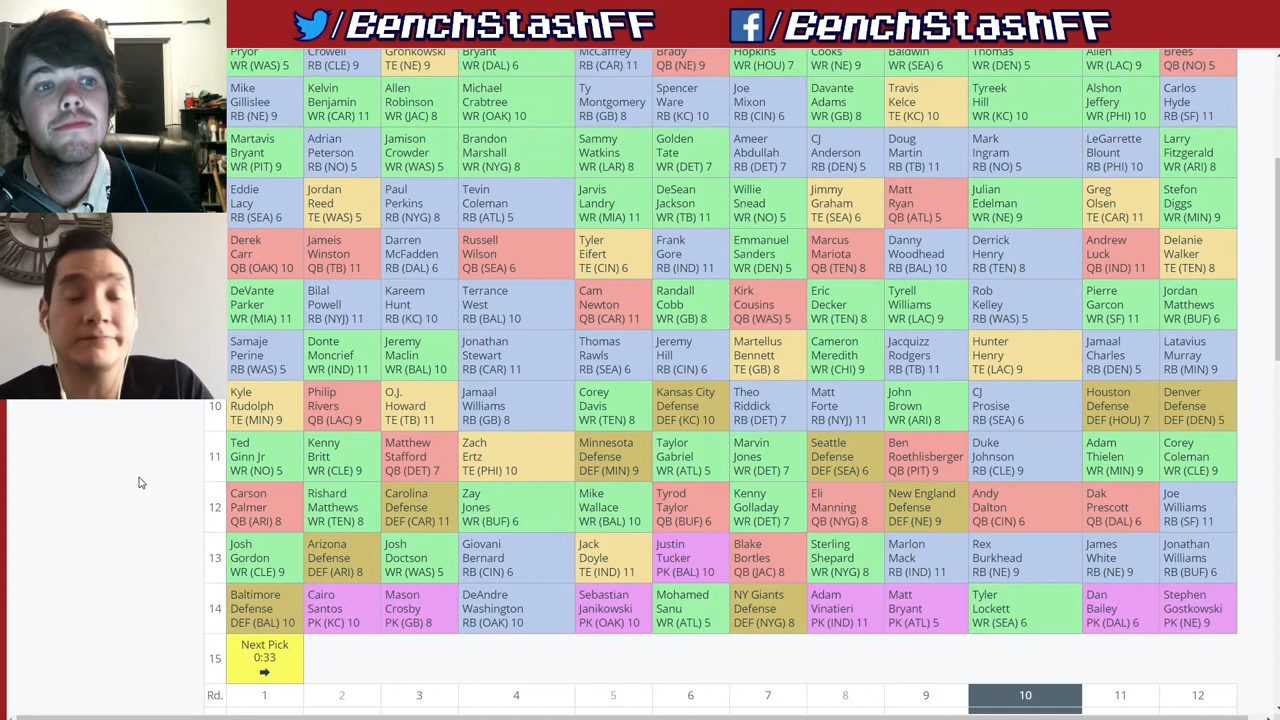 /BenchStashFF /BenchStashFF
Pryor Crowell Gronkowski Bryant McCaffrey Brady Hopkins Cooks Baldwin Thomas Allen Brees
WR (WAS) 5 RB (CLE) 9 TE (NE) 9 WR (DAL) 6 RB (CAR) 11 QB (NE) 9 WR (HOU) 7 WR (NE) 9 WR (SEA) 6 WR (DEN) 5 WR (LAC) 9 QB (NO) 5
Mike Kelvin Allen Michael Ty Spencer Joe Davante Travis Tyreek Alshon Carlos
Gillislee Benjamin Robinson Crabtree Montgomery Ware Mixon Adams Kelce Hill Jeffery Hyde
RB (NE) 9 WR (CAR) 11 WR (JAC) 8 WR (OAK) 10 RB (GB) 8 RB (KC) 10 RB (CIN) 6 WR (GB) 8 TE (KC) 10 WR (KC) 10 WR (PHI) 10 RB (SF) 11
Martavis Adrian Jamison Brandon Sammy Golden Ameer CJ Doug Mark LeGarrette Larry
Bryant Peterson Crowder Marshall Watkins Tate Abdullah Anderson Martin Ingram Blount Fitzgerald
WR (PIT) 9 RB (NO) 5 WR (WAS) 5 WR (NYG) 8 WR (LAR) 8 WR (DET) 7 RB (DET) 7 RB (DEN) 5 RB (TB) 11 RB (NO) 5 RB (PHI) 10 WR (ARI) 8
Eddie Jordan Paul Tevin Jarvis DeSean Willie Jimmy Matt Julian Greg Stefon
Lacy Reed Perkins Coleman Landry Jackson Snead Graham Ryan Edelman Olsen Diggs
RB (SEA) 6 TE (WAS) 5 RB (NYG) 8 RB (ATL) 5 WR (MIA) 11 WR (TB) 11 WR (NO) 5 TE (SEA) 6 QB (ATL) 5 WR (NE) 9 TE (CAR) 11 WR (MIN) 9
Derek Jameis Darren Russell Tyler Frank Emmanuel Marcus Danny Derrick Andrew Delanie
Carr Winston McFadden Wilson Eifert Gore Sanders Mariota Woodhead Henry Luck Walker
QB (OAK) 10 QB (TB) 11 RB (DAL) 6 QB (SEA) 6 TE (CIN) 6 RB (IND) 11 WR (DEN) 5 QB (TEN) 8 RB (BAL) 10 RB (TEN) 8 QB (IND) 11 TE (TEN) 8
DeVante Bilal Kareem Terrance Cam Randall Kirk Eric Tyrell Rob Pierre Jordan
Parker Powell Hunt West Newton Cobb Cousins Decker Williams Kelley Garcon Matthews
WR (MIA) 11 RB (NYJ) 11 RB (KC) 10 RB (BAL) 10 QB (CAR) 11 WR (GB) 8 QB (WAS) 5 WR (TEN) 8 WR (LAC) 9 RB (WAS) 5 WR (SF) 11 WR (BUF) 6
Samaje Donte Jeremy Jonathan Thomas Jeremy Martellus Cameron Jacquizz Hunter Jamaal Latavius
Perine Moncrief Maclin Stewart Rawls Hill Bennett Meredith Rodgers Henry Charles Murray
RB (WAS) 5 WR (IND) 11 WR (BAL) 10 RB (CAR) 11 RB (SEA) 6 RB (CIN) 6 TE (GB) 8 WR (CHI) 9 RB (TB) 11 TE (LAC) 9 RB (DEN) 5 RB (MIN) 9
Kyle Philip O.J. Jamaal Corey Kansas City Theo Matt John CJ Houston Denver
10 Rudolph Rivers Howard Williams Davis Defense Riddick Forte Brown Prosise Defense Defense
TE (MIN) 9 QB (LAC) 9 TE (TB) 11 RB (GB) 8 WR (TEN) 8 DEF (KC) 10 RB (DET) 7 RB (NYJ) 11 WR (ARI) 8 RB (SEA) 6 DEF (HOU) 7 DEF (DEN) 5
Ted Kenny Matthew Zach Minnesota Taylor Marvin Seattle Ben Duke Adam Corey
11 Ginn Jr Britt Stafford Ertz Defense Gabriel Jones Defense Roethlisberger Johnson Thielen Coleman
WR (NO) 5 WR (CLE) 9 QB (DET) 7 TE (PHI) 10 DEF (MIN) 9 WR (ATL) 5 WR (DET) 7 DEF (SEA) 6 QB (PIT) 9 RB (CLE) 9 WR (MIN) 9 WR (CLE) 9
Carson Rishard Carolina Zay Mike Tyrod Kenny Eli New England Andy Dak Joe
12 Palmer Matthews Defense Jones Wallace Taylor Golladay Manning Defense Dalton Prescott Williams
QB (ARI) 8 WR (TEN) 8 DEF (CAR) 11 WR (BUF) 6 WR (BAL) 10 QB (BUF) 6 WR (DET) 7 QB (NYG) 8 DEF (NE) 9 QB (CIN) 6 QB (DAL) 6 RB (SF) 11
Josh Arizona Josh Giovani Jack Justin Blake Sterling Marlon Rex James Jonathan
13 Gordon Defense Doctson Bernard Doyle Tucker Bortles Shepard Mack Burkhead White Williams
WR (CLE) 9 DEF (ARI) 8 WR (WAS) 5 RB (CIN) 6 TE (IND) 11 PK (BAL) 10 QB (JAC) 8 WR (NYG) 8 RB (IND) 11 RB (NE) 9 RB (NE) 9 RB (BUF) 6
Baltimore Cairo Mason DeAndre Sebastian Mohamed NY Giants Adam Matt Tyler Dan Stephen
14 Defense Santos Crosby Washington Janikowski Sanu Defense Vinatieri Bryant Lockett Bailey Gostkowski
DEF (BAL) 10 PK (KC) 10 PK (GB) 8 RB (OAK) 10 PK (OAK) 10 WR (ATL) 5 DEF (NYG) 8 PK (IND) 11 PK (ATL) 5 WR (SEA) 6 PK (DAL) 6 PK (NE) 9
Next Pick
15 0:33
Rd. 1 2 3 4 5 6 7 8 9 10 11 12